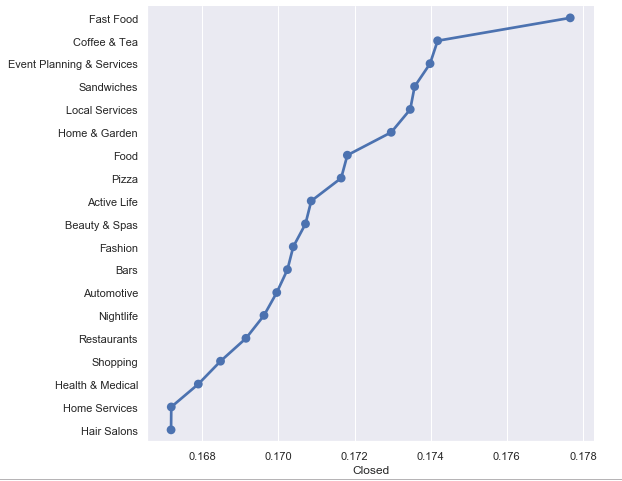 Fast Food
Coffee & Tea
Event Planning & Services
Sandwiches
Local Services
Home & Garden
Food
Pizza
Active Life
Beauty & Spas
Fashion
Bars
Automotive
Nightlife
Restaurants
Shopping
Health & Medical
Home Services
Hair Salons
0.168 0.170 0.172 0.174 0.176 0.178
Closed